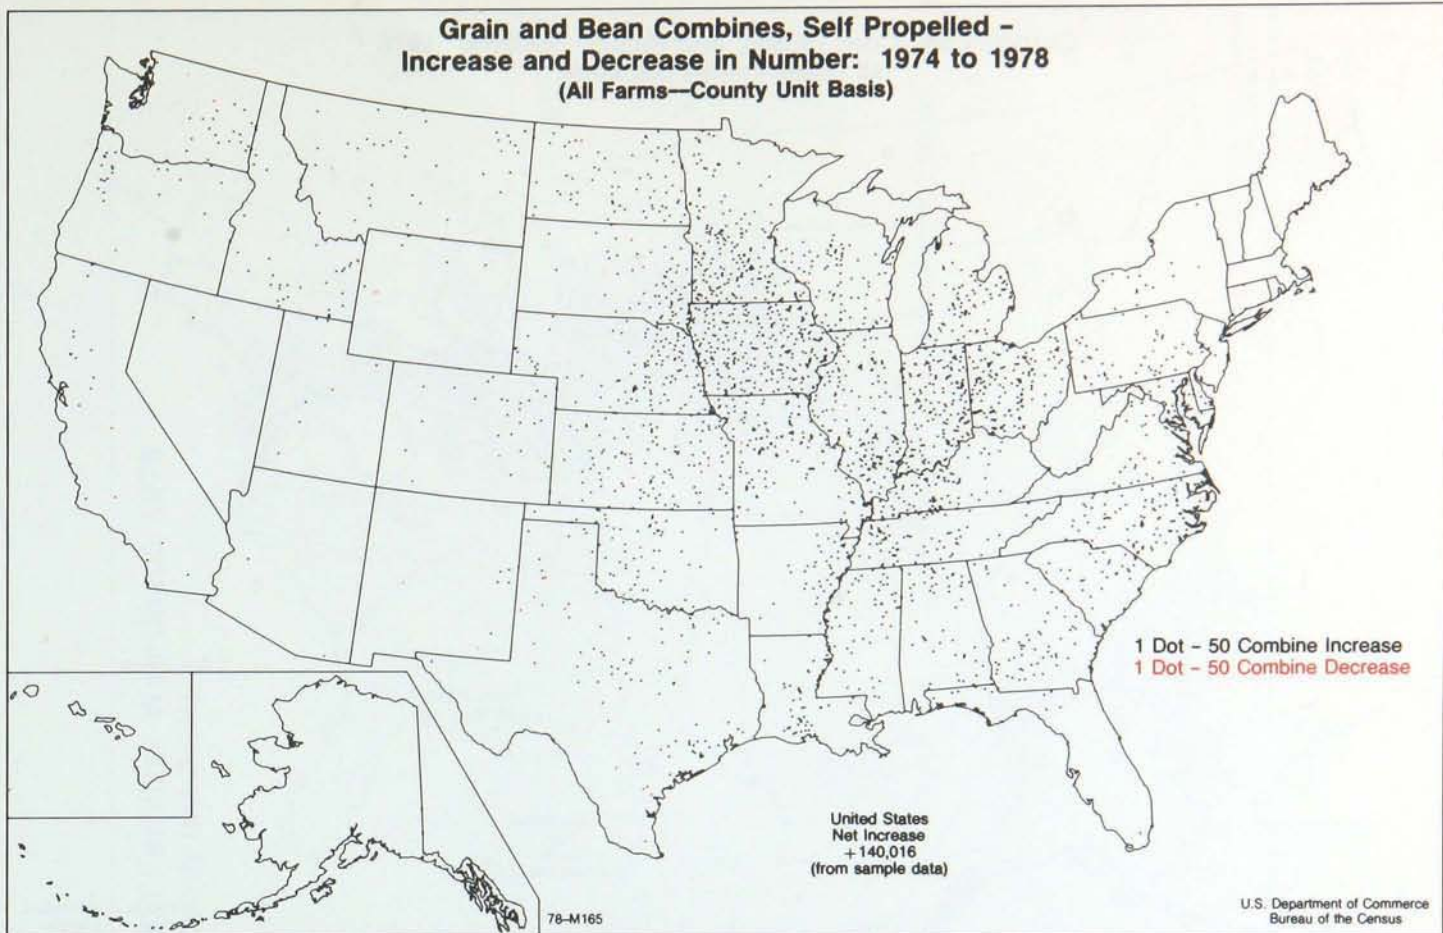 Grain and Bean Combines, Self Propelled –
Increase and Decrease in Number: 1974 to 1978
(All Farms—County Unit Basis)
1 Dot – 50 Combine Increase
1 Dot – 50 Combine Decrease
United States
Net Increase
+140,016
(from sample data)
78–M165
U.S. Department of Commerce
Bureau of the Census